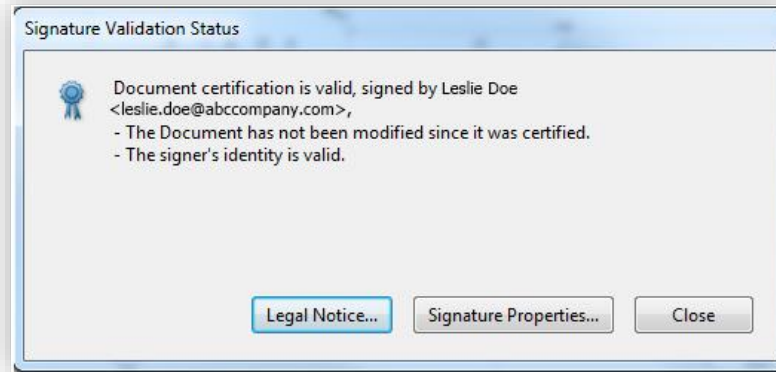 Signature Validation Status
Document certification is valid, signed by Leslie Doe
<leslie.doe@abccompany.com>,
- The Document has not been modified since it was certified.
- The signer's identity is valid.
Legal Notice... Signature Properties... Close